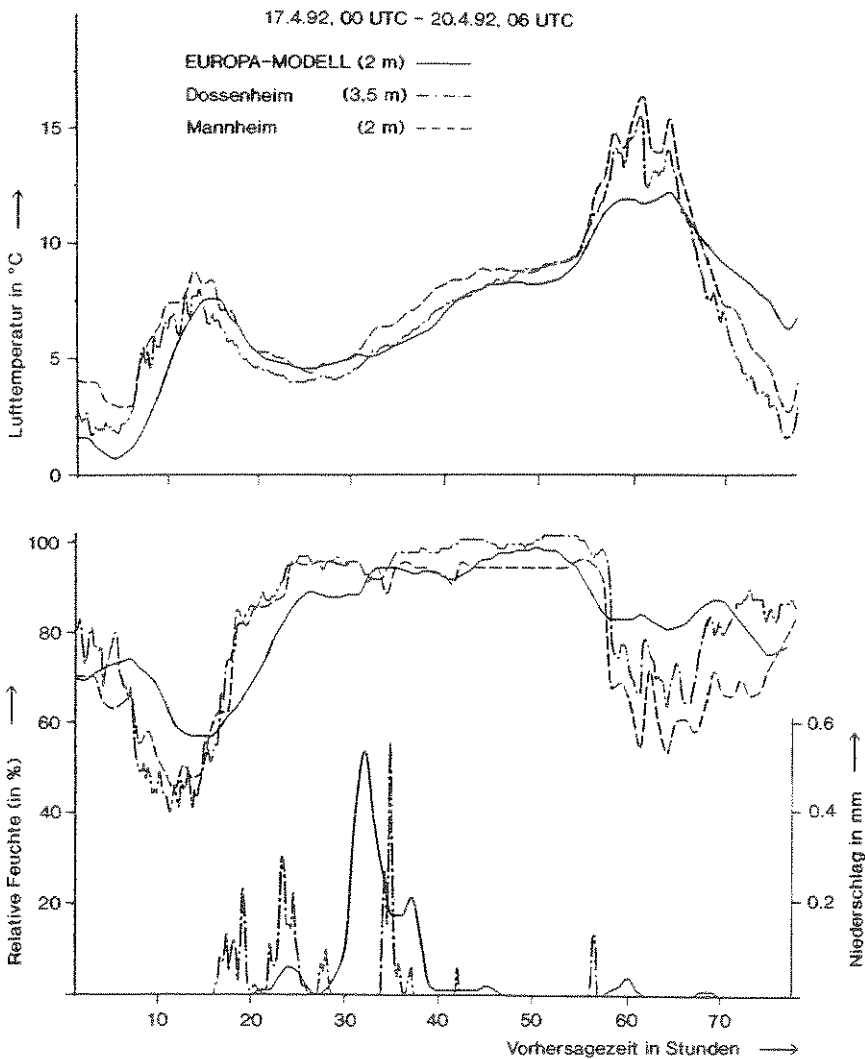 17.4.92, 00 UTC - 20.4.92, 06 UTC
EUROPA-MODELL (2 m)
Dossenheim (3,5 m)
Mannheim (2 m)
Lufttemperatur in °C
15
10
5
0
Relative Feuchte (in %)
100
80
60
40
20
0.6
0.4
0.2
Niederschlag in mm
10 20 30 40 50 60 70
Vorhersagezeit in Stunden